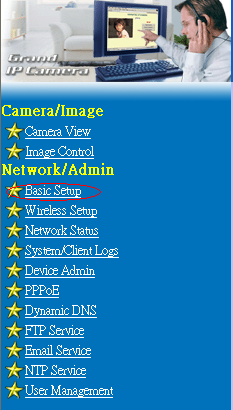 Grand
IP Camera
Camera/Image
Camera View
Image Control
Network/Admin
Basic Setup
Wireless Setup
Network Status
System/Client Logs
Device Admin
PPPoE
Dynamic DNS
FTP Service
Email Service
NTP Service
User Management